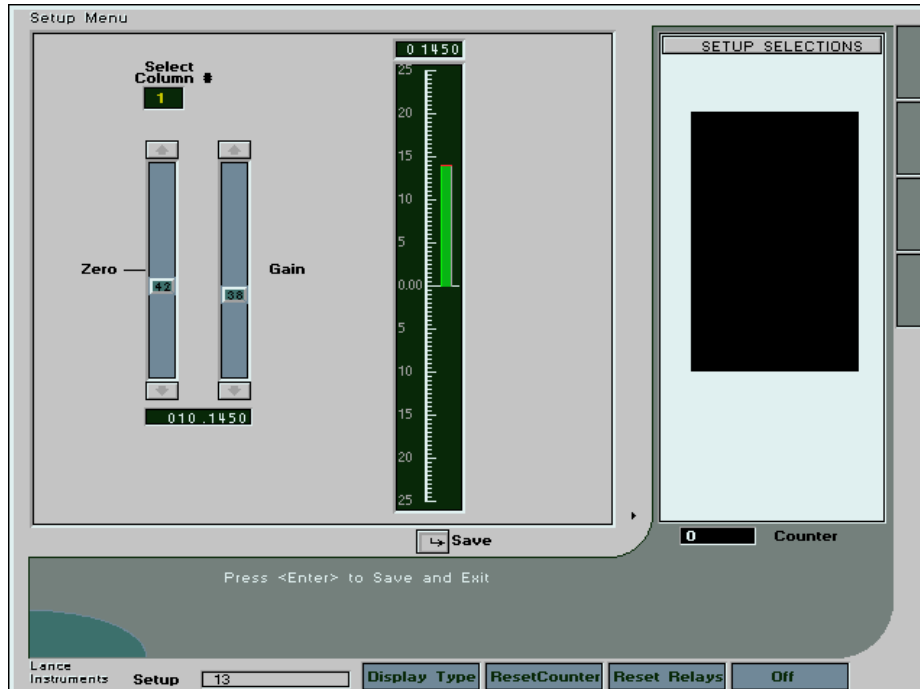 Setup Menu
0 1450
SETUP SELECTIONS
Select
Column #
1
25
20
15
10
5
0.00
5
10
15
20
25
Zero
42
38
Gain
010 .1450
Save
0
Counter
Press <Enter> to Save and Exit
Lance
Instruments
Setup
13
Display Type
ResetCounter
Reset Relays
Off